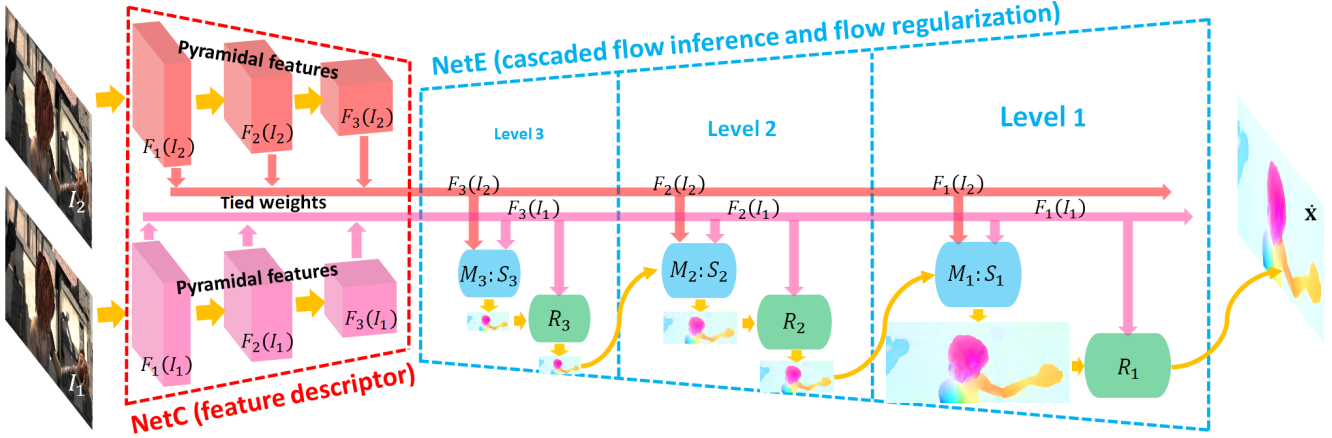 NetE (cascaded flow inference and flow regularization)
Pyramidal features
F₁(I₂)
F₂(I₂)
F₃(I₂)
I₂
Level 3
Level 2
Level 1
F₃(I₂)
F₂(I₂)
F₁(I₂)
Tied weights
F₃(I₁)
F₂(I₁)
F₁(I₁)
ẋ
Pyramidal features
F₁(I₁)
F₂(I₁)
F₃(I₁)
I₁
M₃:S₃
R₃
M₂:S₂
R₂
M₁:S₁
R₁
NetC (feature descriptor)